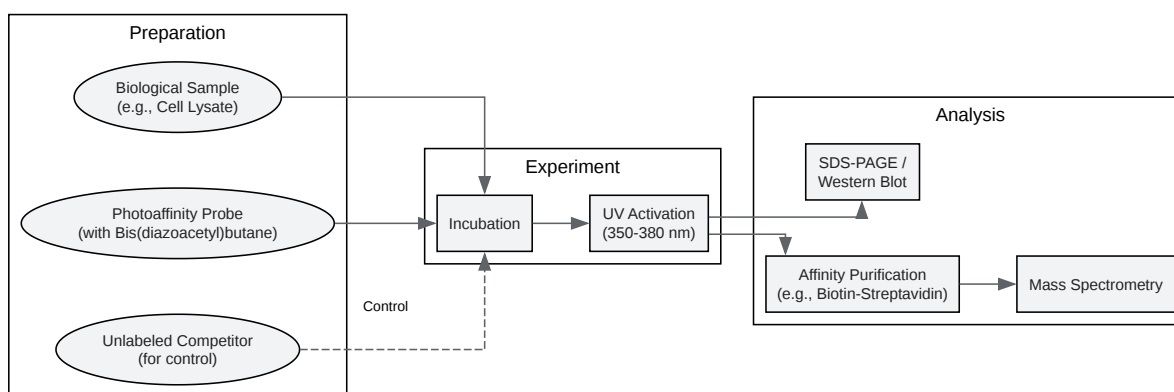 Preparation
Biological Sample
(e.g., Cell Lysate)
Photoaffinity Probe
(with Bis(diazoacetyl)butane)
Unlabeled Competitor
(for control)
Control
Experiment
Incubation
UV Activation
(350-380 nm)
Analysis
SDS-PAGE /
Western Blot
Affinity Purification
(e.g., Biotin-Streptavidin)
Mass Spectrometry